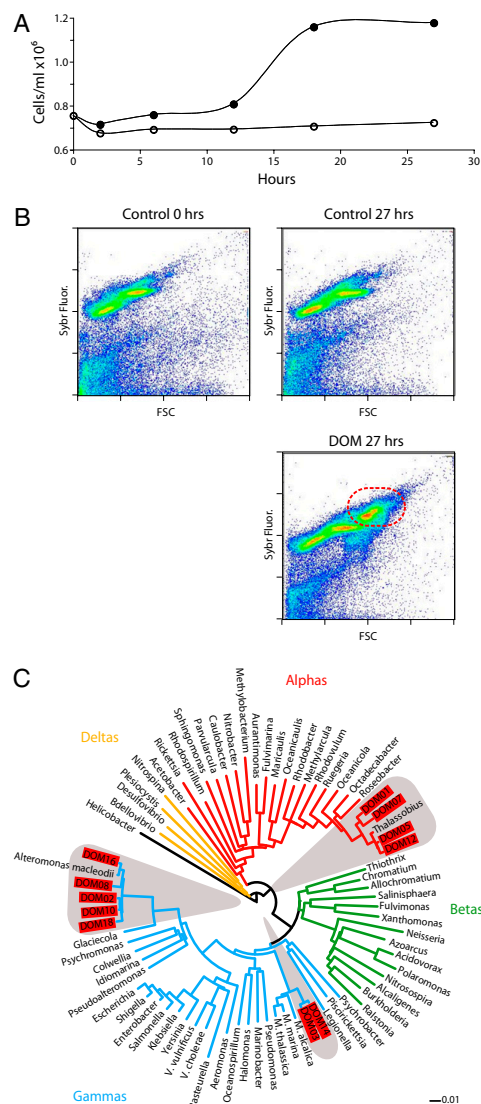 A
1.2
1.0
0.8
0.6
Cells/ml x10⁶
0
5
10
15
20
25
30
Hours
B
Control 0 hrs
Control 27 hrs
Sybr Fluor.
FSC
Sybr Fluor.
FSC
DOM 27 hrs
Sybr Fluor.
FSC
C
Alphas
Deltas
Betas
Gammas
Helicobacter
Bdellovibrio
Desulfovibrio
Plesiocystis
Nitrospina
Rickettsia
Acetobacter
Rhodospirillum
Sphingomonas
Parvularcula
Caulobacter
Nitrobacter
Methylobacterium
Aurantimonas
Fulvimarina
Maricaulis
Oceanicaulis
Rhodobacter
Methylarcula
Rhodovulum
Ruegeria
Oceanicola
Octadecabacter
Roseobacter
DOM01
DOM07
Thalassobius
DOM09
DOM12
Thiothrix
Chromatium
Allochromatium
Salinisphaera
Fulvimonas
Xanthomonas
Neisseria
Azoarcus
Acidovorax
Polaromonas
Nitrosospira
Alcaligenes
Burkholderia
Ralstonia
Psychrobacter
Piscirickettsia
Legionella
DOM14
DOM03
M. alcalica
M. marina
M. thalassica
Pseudomonas
Marinobacter
Halomonas
Oceanospirillum
Aeromonas
Pasteurella
V. cholerae
V. vulnificus
Yersinia
Klebsiella
Salmonella
Enterobacter
Shigella
Escherichia
Pseudoalteromonas
Idiomarina
Colwellia
Psychromonas
Glaciecola
DOM18
DOM10
DOM02
DOM08
Alteromonas macleodii
DOM16
0.01